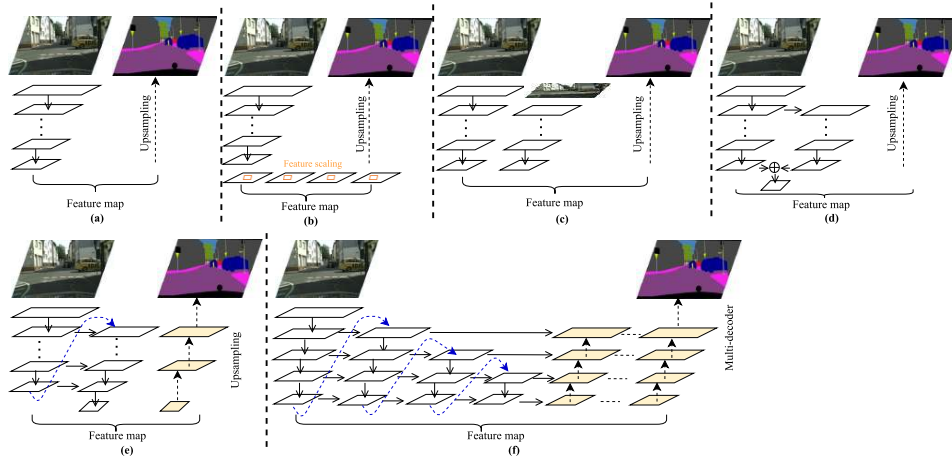 Upsampling
Feature map
(a)
Upsampling
Feature scaling
Feature map
(b)
Upsampling
Feature map
(c)
Upsampling
Feature map
(d)
Upsampling
Feature map
(e)
Multi-decoder
Feature map
(f)